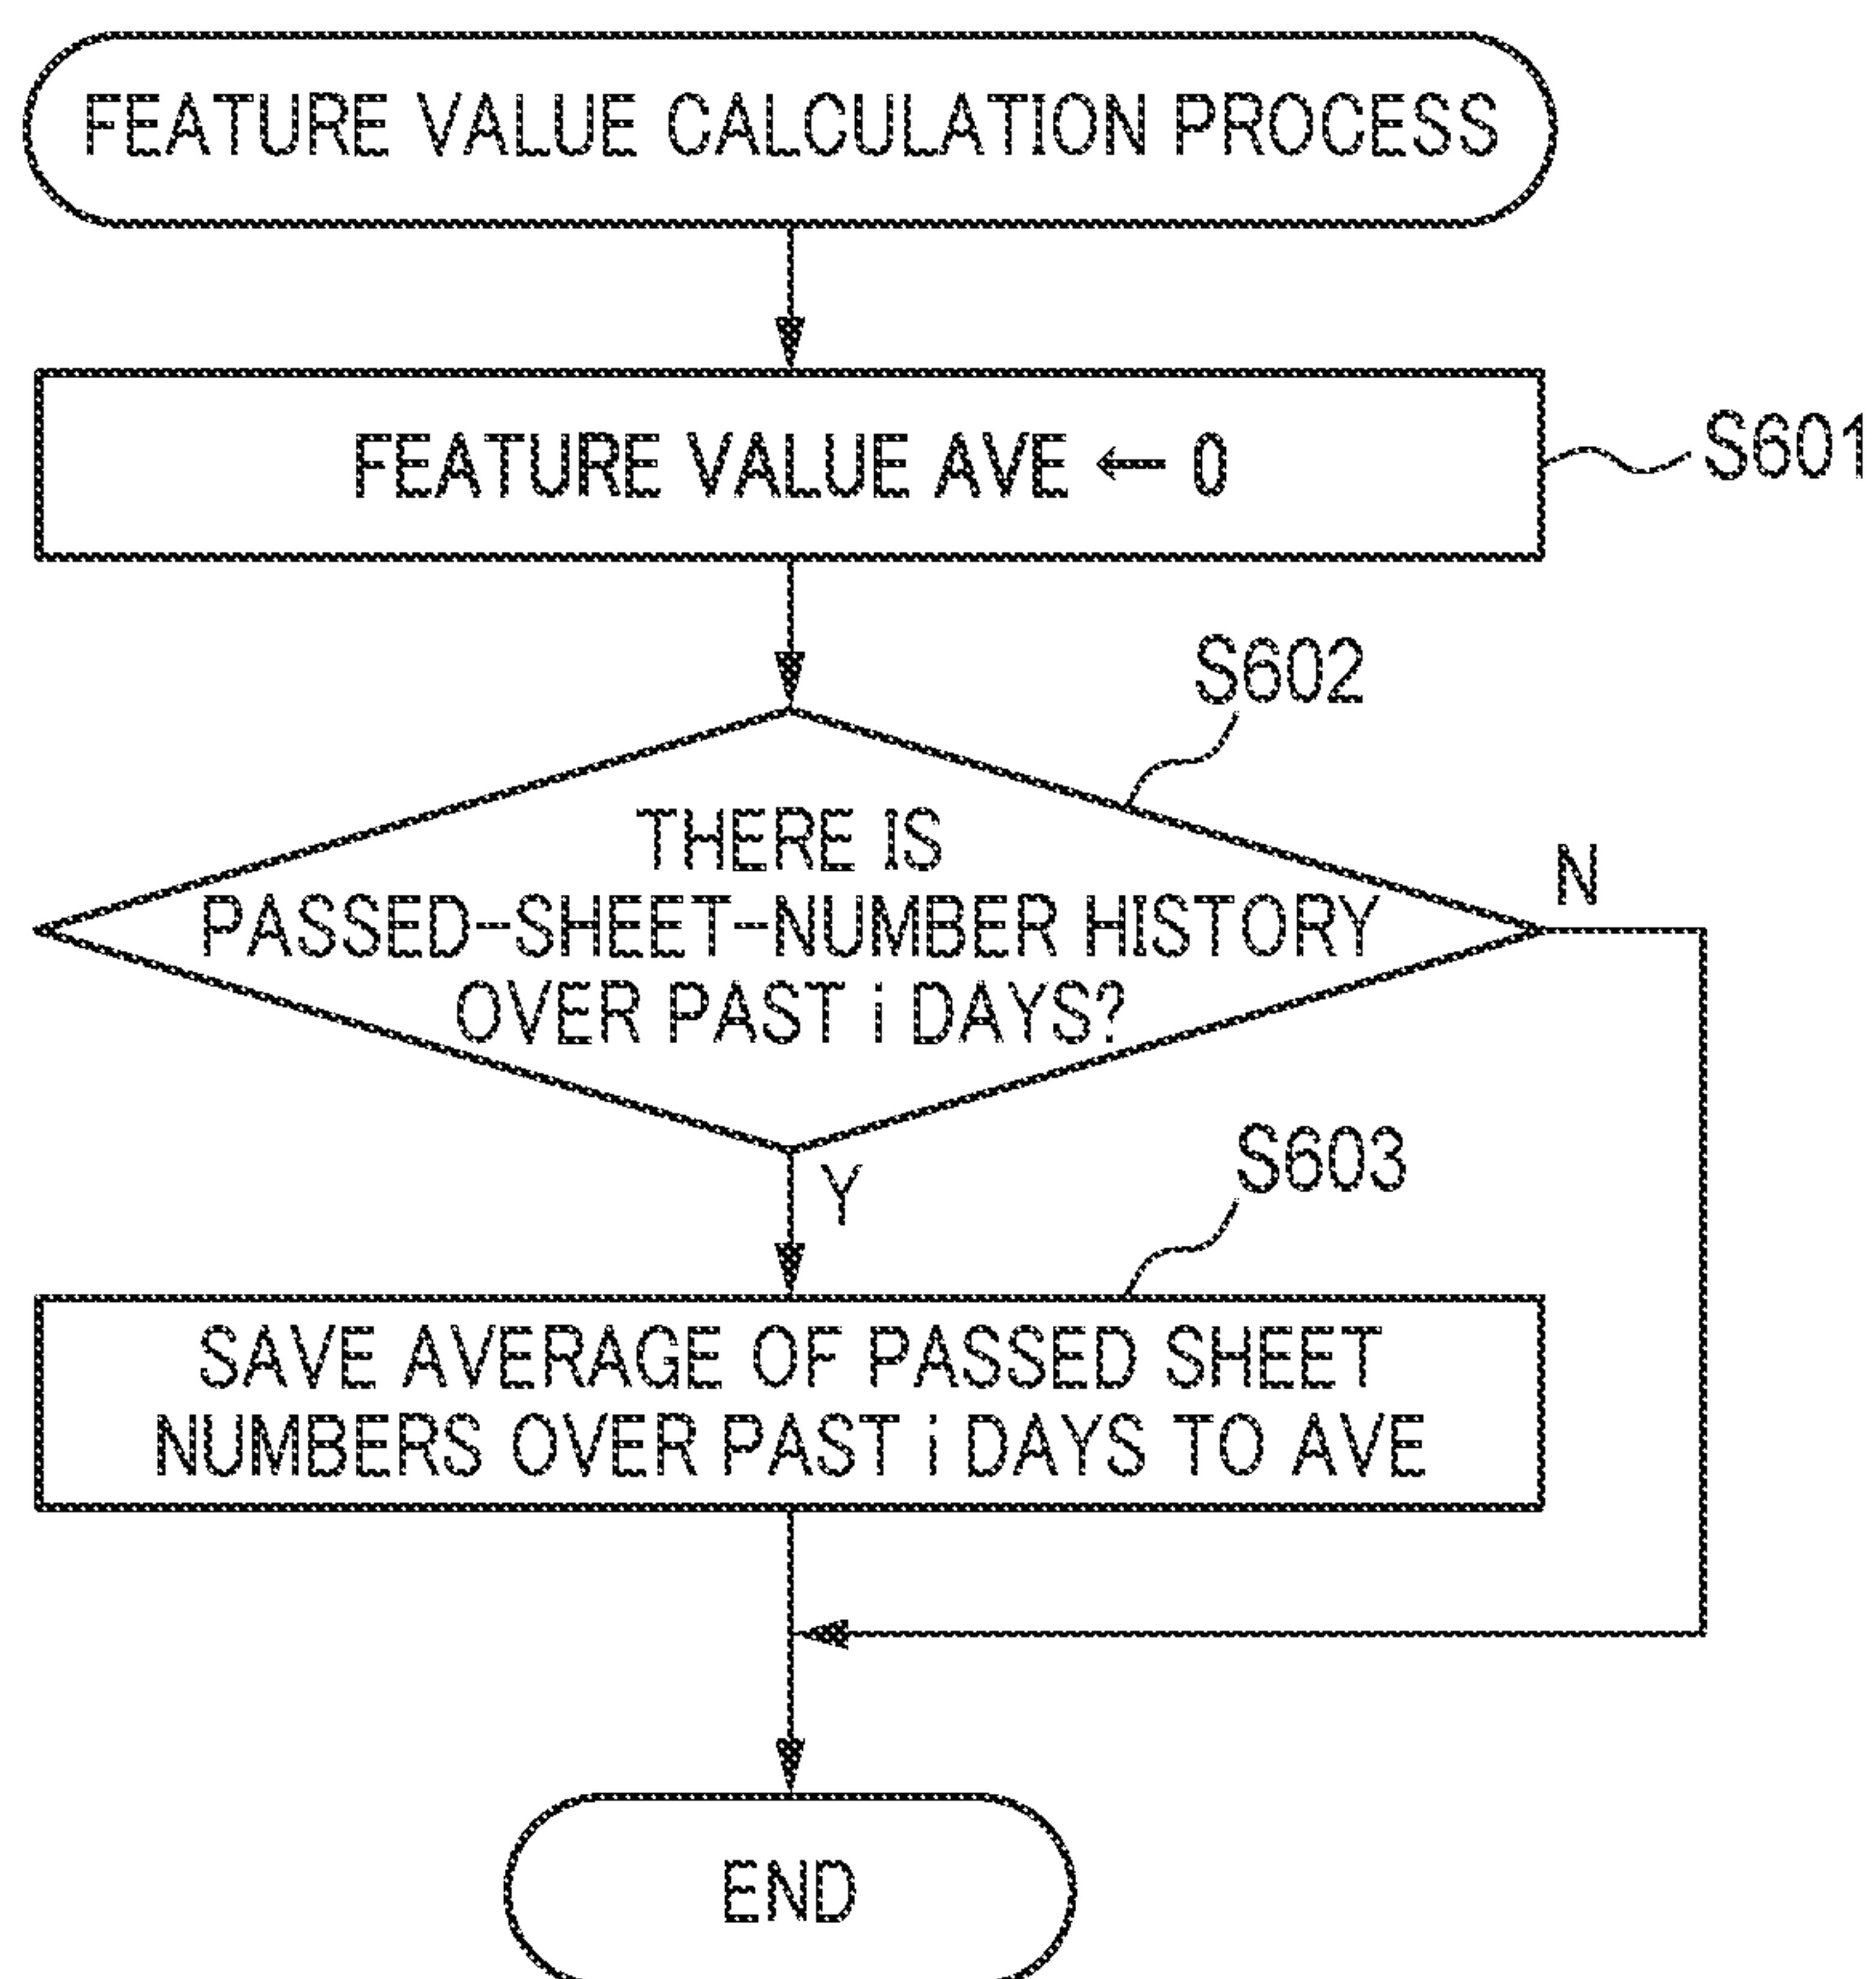 FEATURE VALUE CALCULATION PROCESS
FEATURE VALUE AVE ← 0
S601
S602
THERE IS
PASSED-SHEET-NUMBER HISTORY
OVER PAST i DAYS?
N
Y
S603
SAVE AVERAGE OF PASSED SHEET
NUMBERS OVER PAST i DAYS TO AVE
END